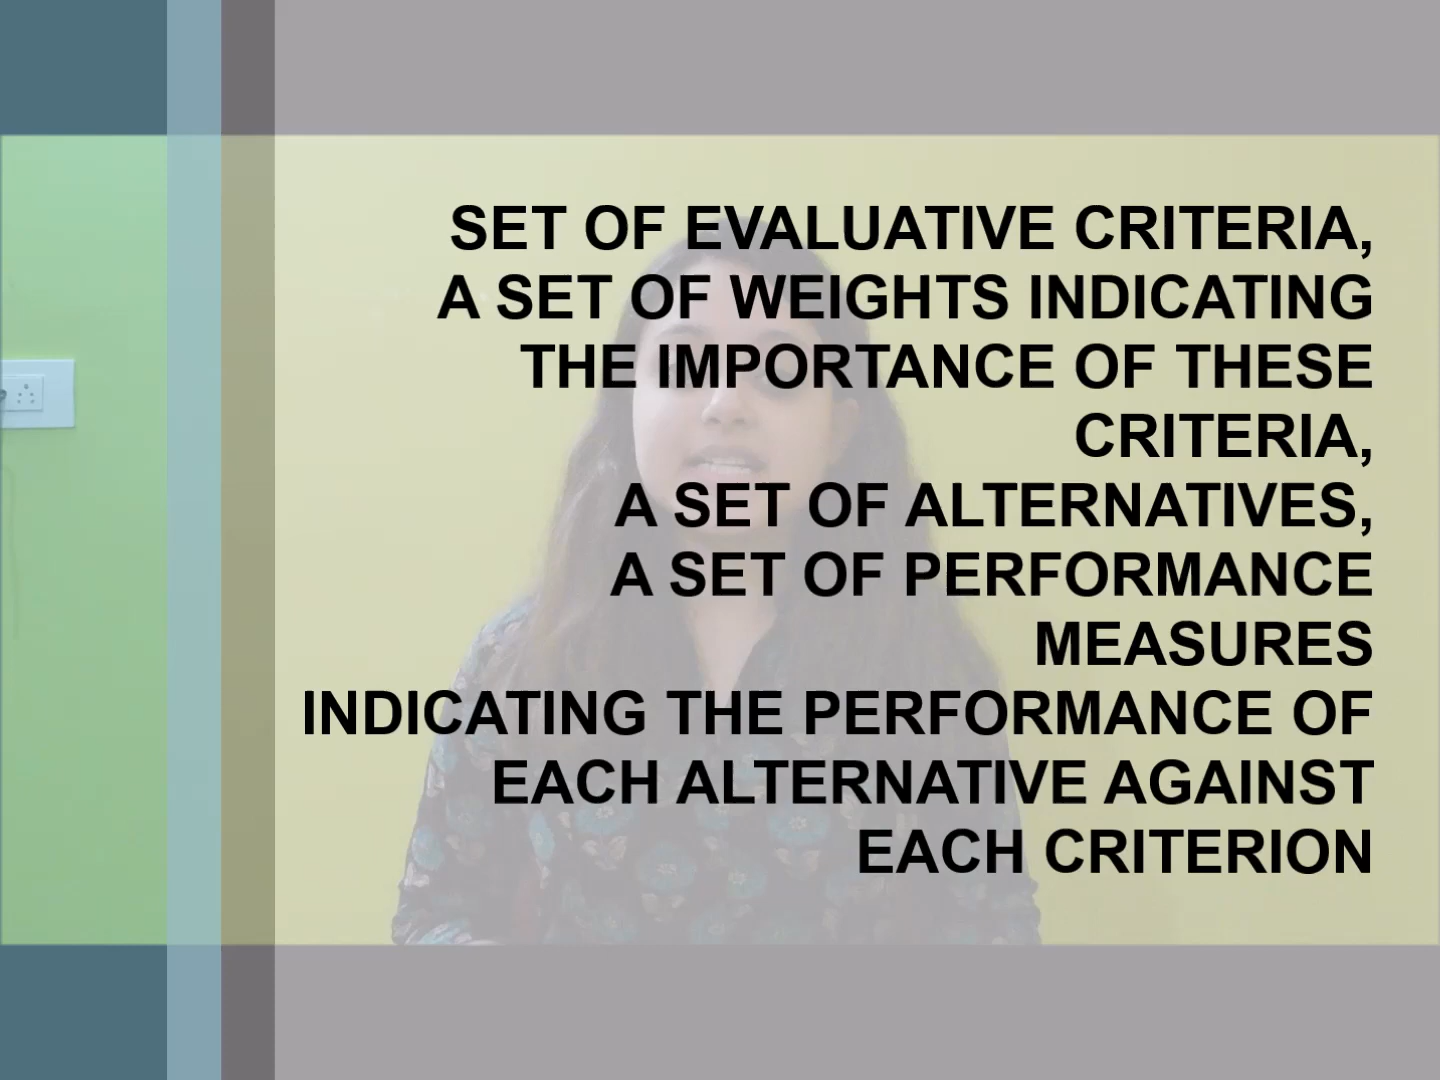 SET OF EVALUATIVE CRITERIA,
A SET OF WEIGHTS INDICATING
THE IMPORTANCE OF THESE
CRITERIA,
A SET OF ALTERNATIVES,
A SET OF PERFORMANCE
MEASURES
INDICATING THE PERFORMANCE OF
EACH ALTERNATIVE AGAINST
EACH CRITERION